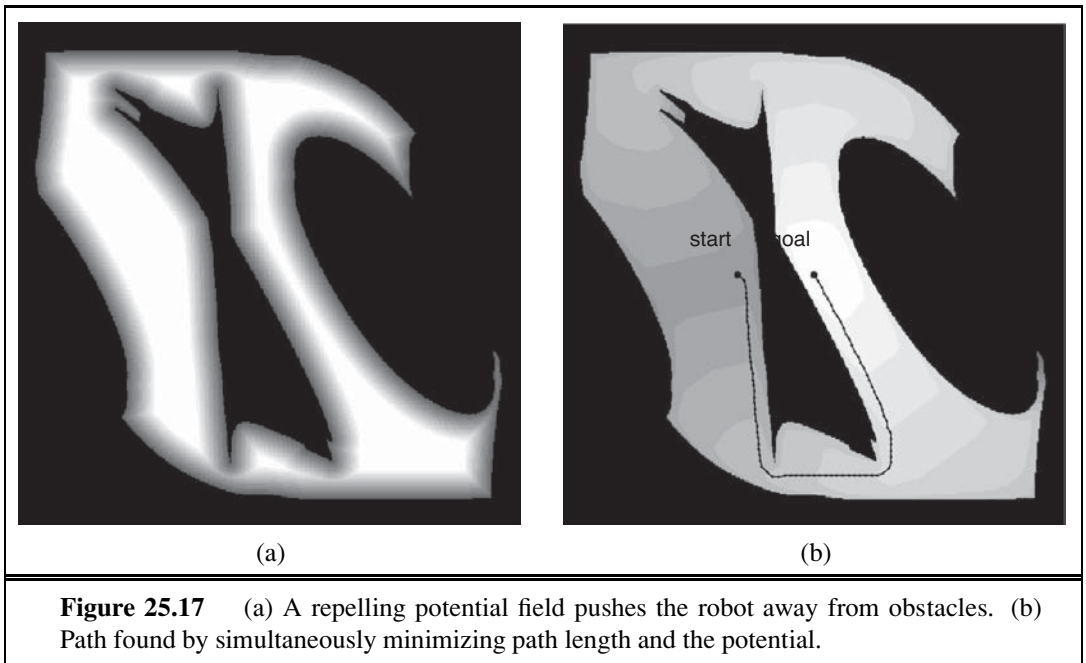 start goal
(a) (b)
Figure 25.17 (a) A repelling potential field pushes the robot away from obstacles. (b)
Path found by simultaneously minimizing path length and the potential.